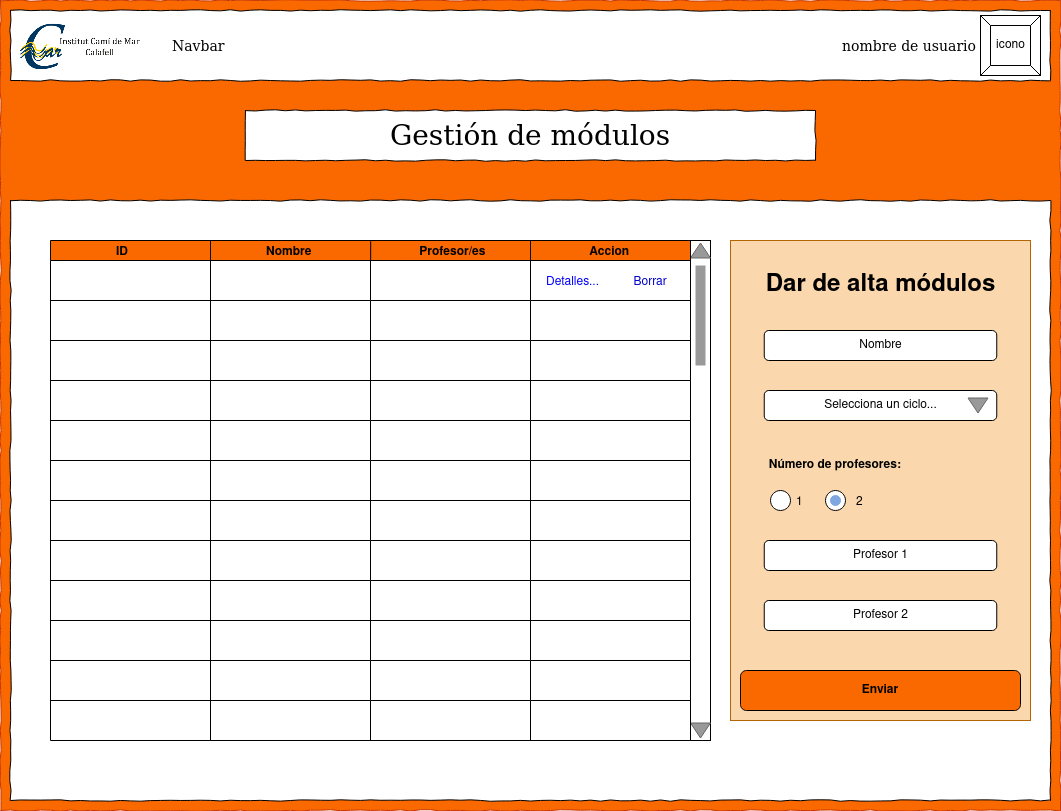 Institut Camí de Mar
Calafell
Mar
Navbar
nombre de usuario
icono
Gestión de módulos
ID Nombre Profesor/es Accion
Detalles... Borrar
Dar de alta módulos
Nombre
Selecciona un ciclo...
Número de profesores:
1 2
Profesor 1
Profesor 2
Enviar